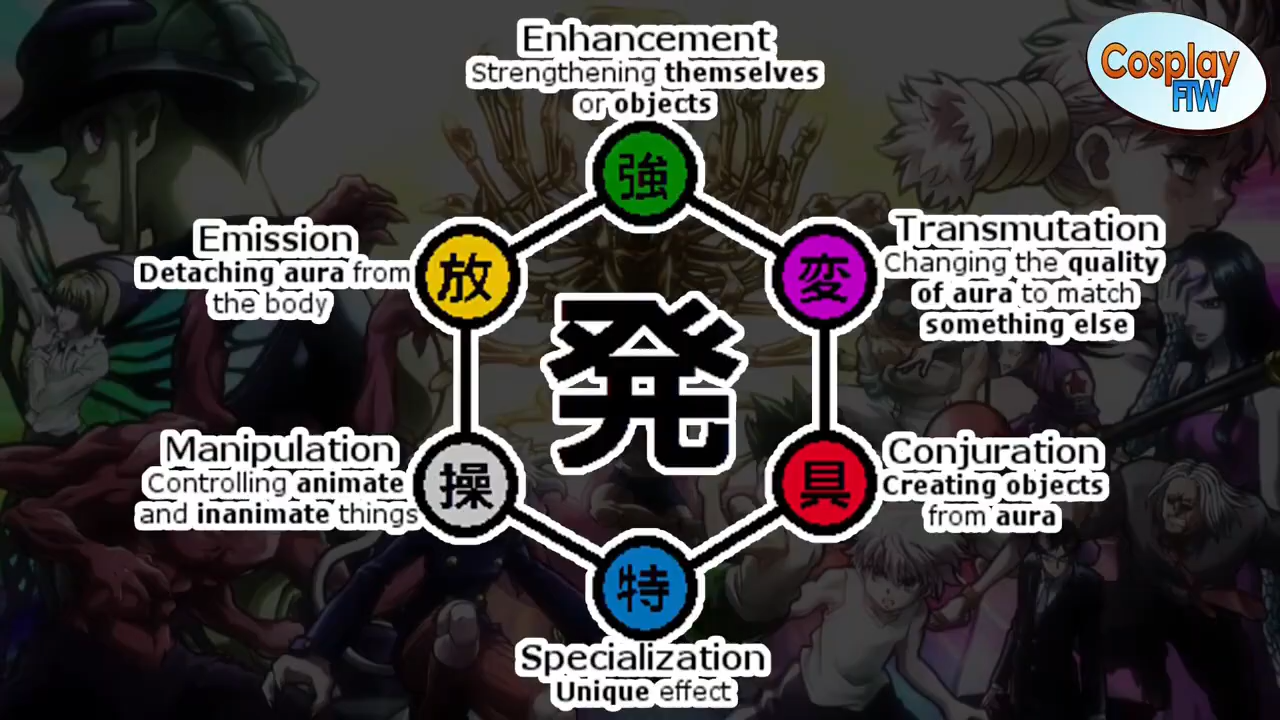 Enhancement
Strengthening themselves
or objects
Cosplay
FTW
強
Emission
Detaching aura from
the body
放
変
Transmutation
Changing the quality
of aura to match
something else
発
Manipulation
Controlling animate
and inanimate things
操
具
Conjuration
Creating objects
from aura
特
Specialization
Unique effect